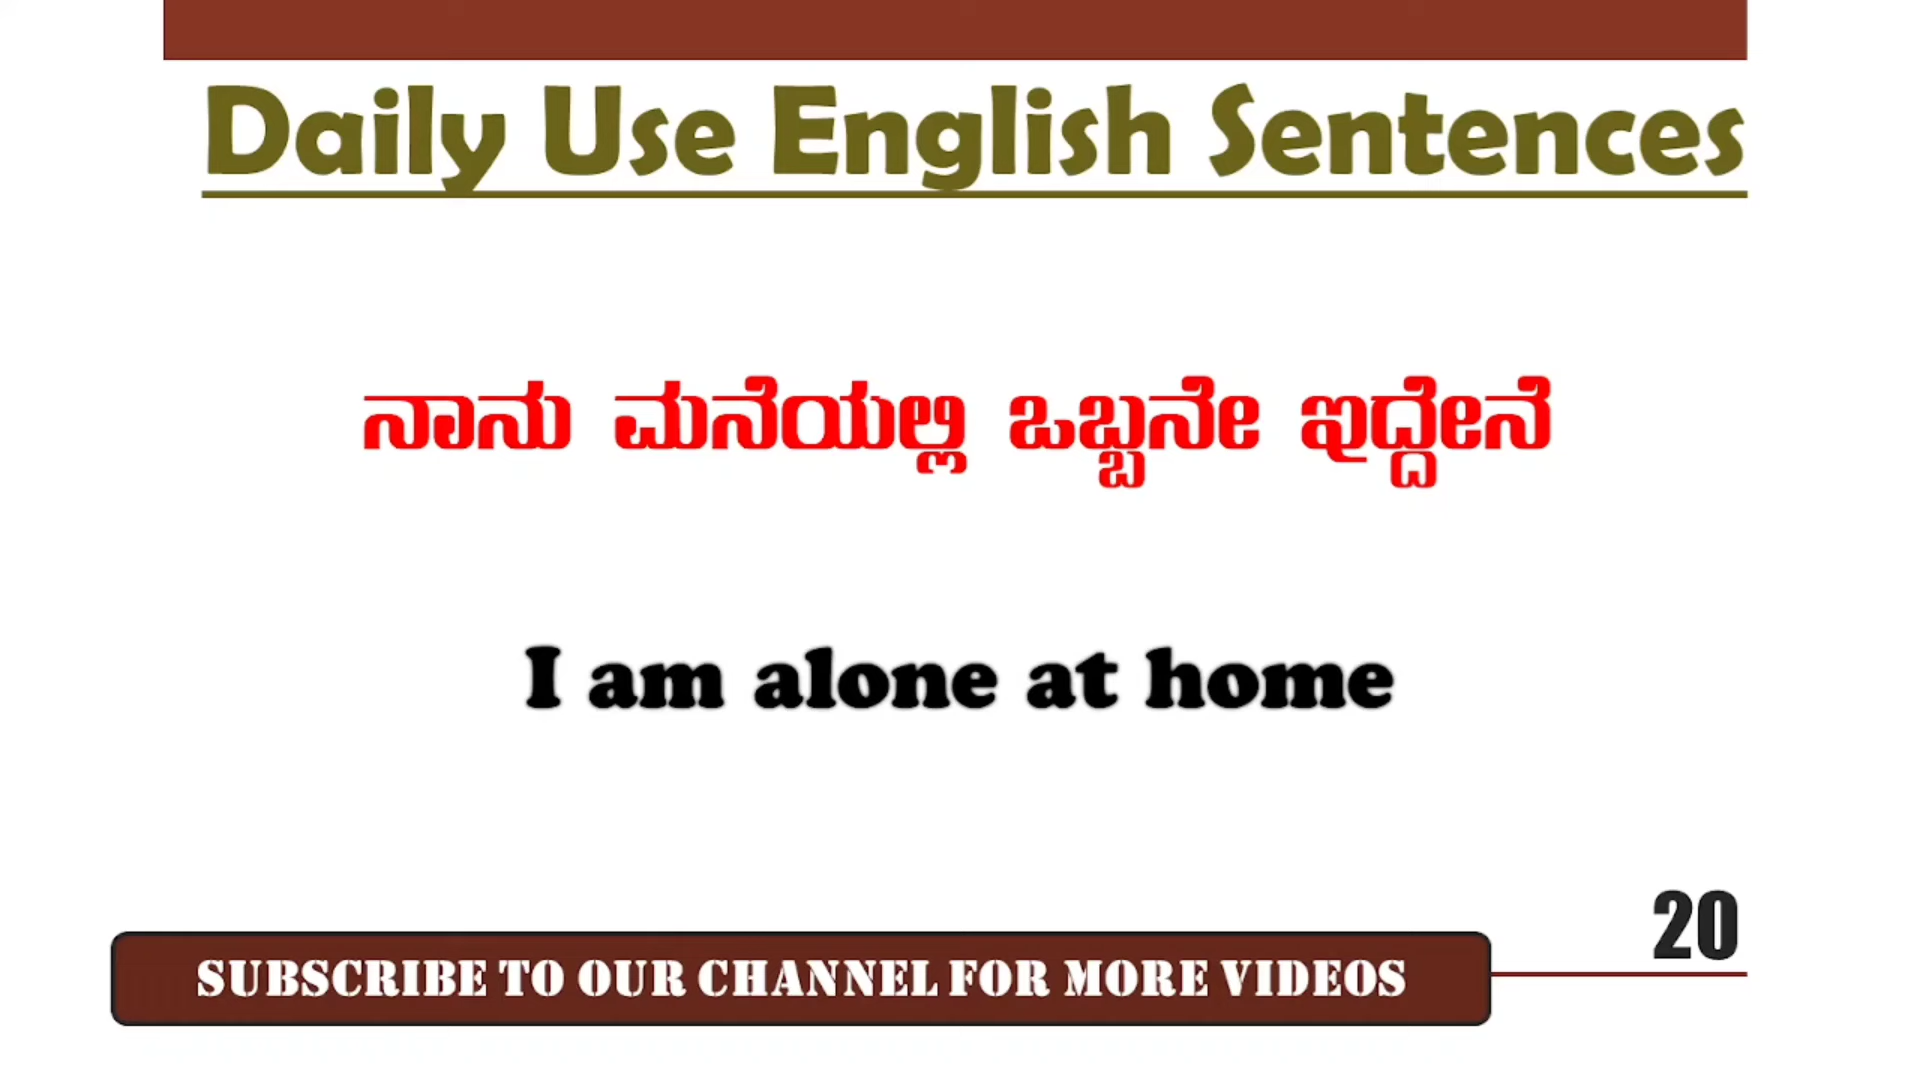 Daily Use English Sentences
ನಾನು ಮನೆಯಲ್ಲಿ ಒಬ್ಬನೇ ಇದ್ದೇನೆ
I am alone at home
20
SUBSCRIBE TO OUR CHANNEL FOR MORE VIDEOS